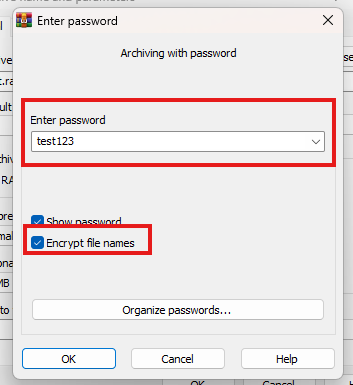 Enter password
Archiving with password
Enter password
test123
Show password
Encrypt file names
Organize passwords...
OK
Cancel
Help